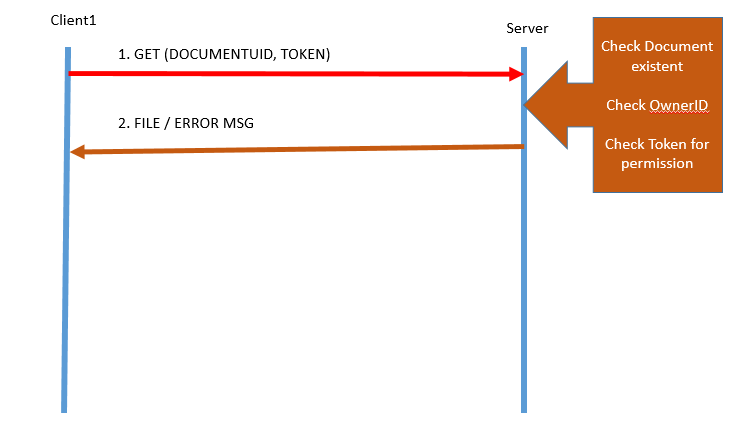 Client1
Server
1. GET (DOCUMENTUID, TOKEN)
2. FILE / ERROR MSG
Check Document
existent
Check OwnerID
Check Token for
permission